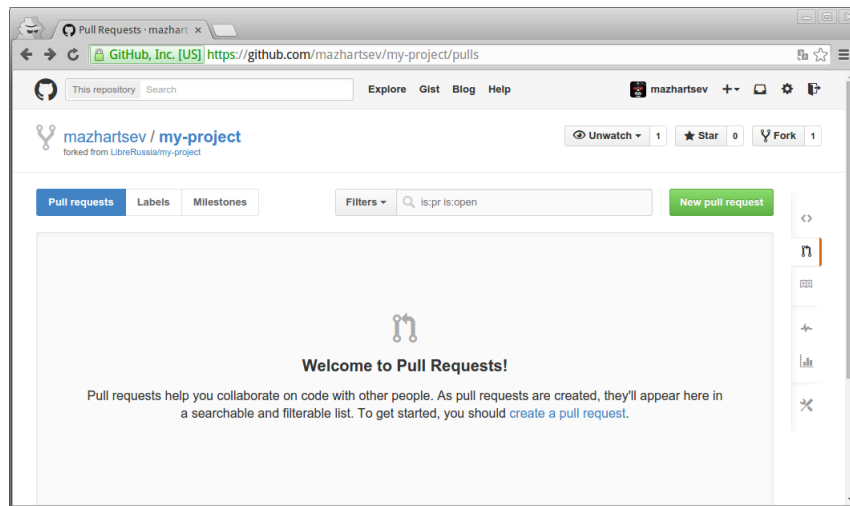 Pull Requests · mazhart
GitHub, Inc. [US] https://github.com/mazhartsev/my-project/pulls
This repository Search Explore Gist Blog Help mazhartsev
mazhartsev / my-project Unwatch 1 Star 0 Fork 1
forked from LibreRussia/my-project
Pull requests Labels Milestones Filters is:pr is:open New pull request
Welcome to Pull Requests!
Pull requests help you collaborate on code with other people. As pull requests are created, they'll appear here in
a searchable and filterable list. To get started, you should create a pull request.